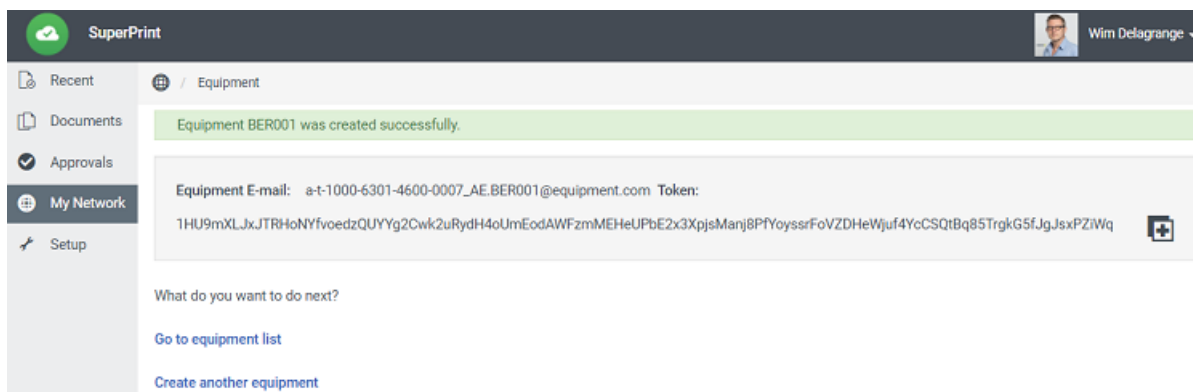 SuperPrint
Wim Delagrange
Recent
Documents
Approvals
My Network
Setup
/ Equipment
Equipment BER001 was created successfully.
Equipment E-mail: a-t-1000-6301-4600-0007_AE.BER001@equipment.com Token:
1HU9mXLJxJTRHoNYfvoedzQUYYg2Cwk2uRydH4oUmEodAWFzmMEHeUPbE2x3XpjsManj8PfYoyssrFoVZDHeWjuf4YcCSQtBq85TrgkG5fJgJsxPZiWq
What do you want to do next?
Go to equipment list
Create another equipment